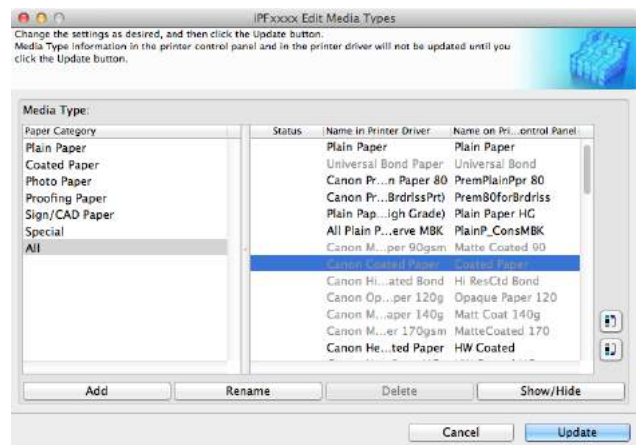 iPFxxxx Edit Media Types
Change the settings as desired, and then click the Update button.
Media Type information in the printer control panel and in the printer driver will not be updated until you
click the Update button.
Media Type:
Paper Category
Plain Paper
Coated Paper
Photo Paper
Proofing Paper
Sign/CAD Paper
Special
All
Status Name in Printer Driver Name on Pri...ontrol Panel
Plain Paper Plain Paper
Universal Bond Paper Universal Bond
Canon Pr...n Paper 80 PremPlainPpr 80
Canon Pr...BrdrlssPrt) Prem80forBrdrlss
Plain Pap...igh Grade) Plain Paper HG
All Plain P...erve MBK PlainP_ConsMBK
Canon M...per 90gsm Matte Coated 90
Canon Coated Paper Coated Paper
Canon Hi...ated Bond Hi ResCtd Bond
Canon Op...per 120g Opaque Paper 120
Canon M...aper 140g Matt Coat 140g
Canon M...er 170gsm MatteCoated 170
Canon He...ted Paper HW Coated
Add Rename Delete Show/Hide
Cancel Update